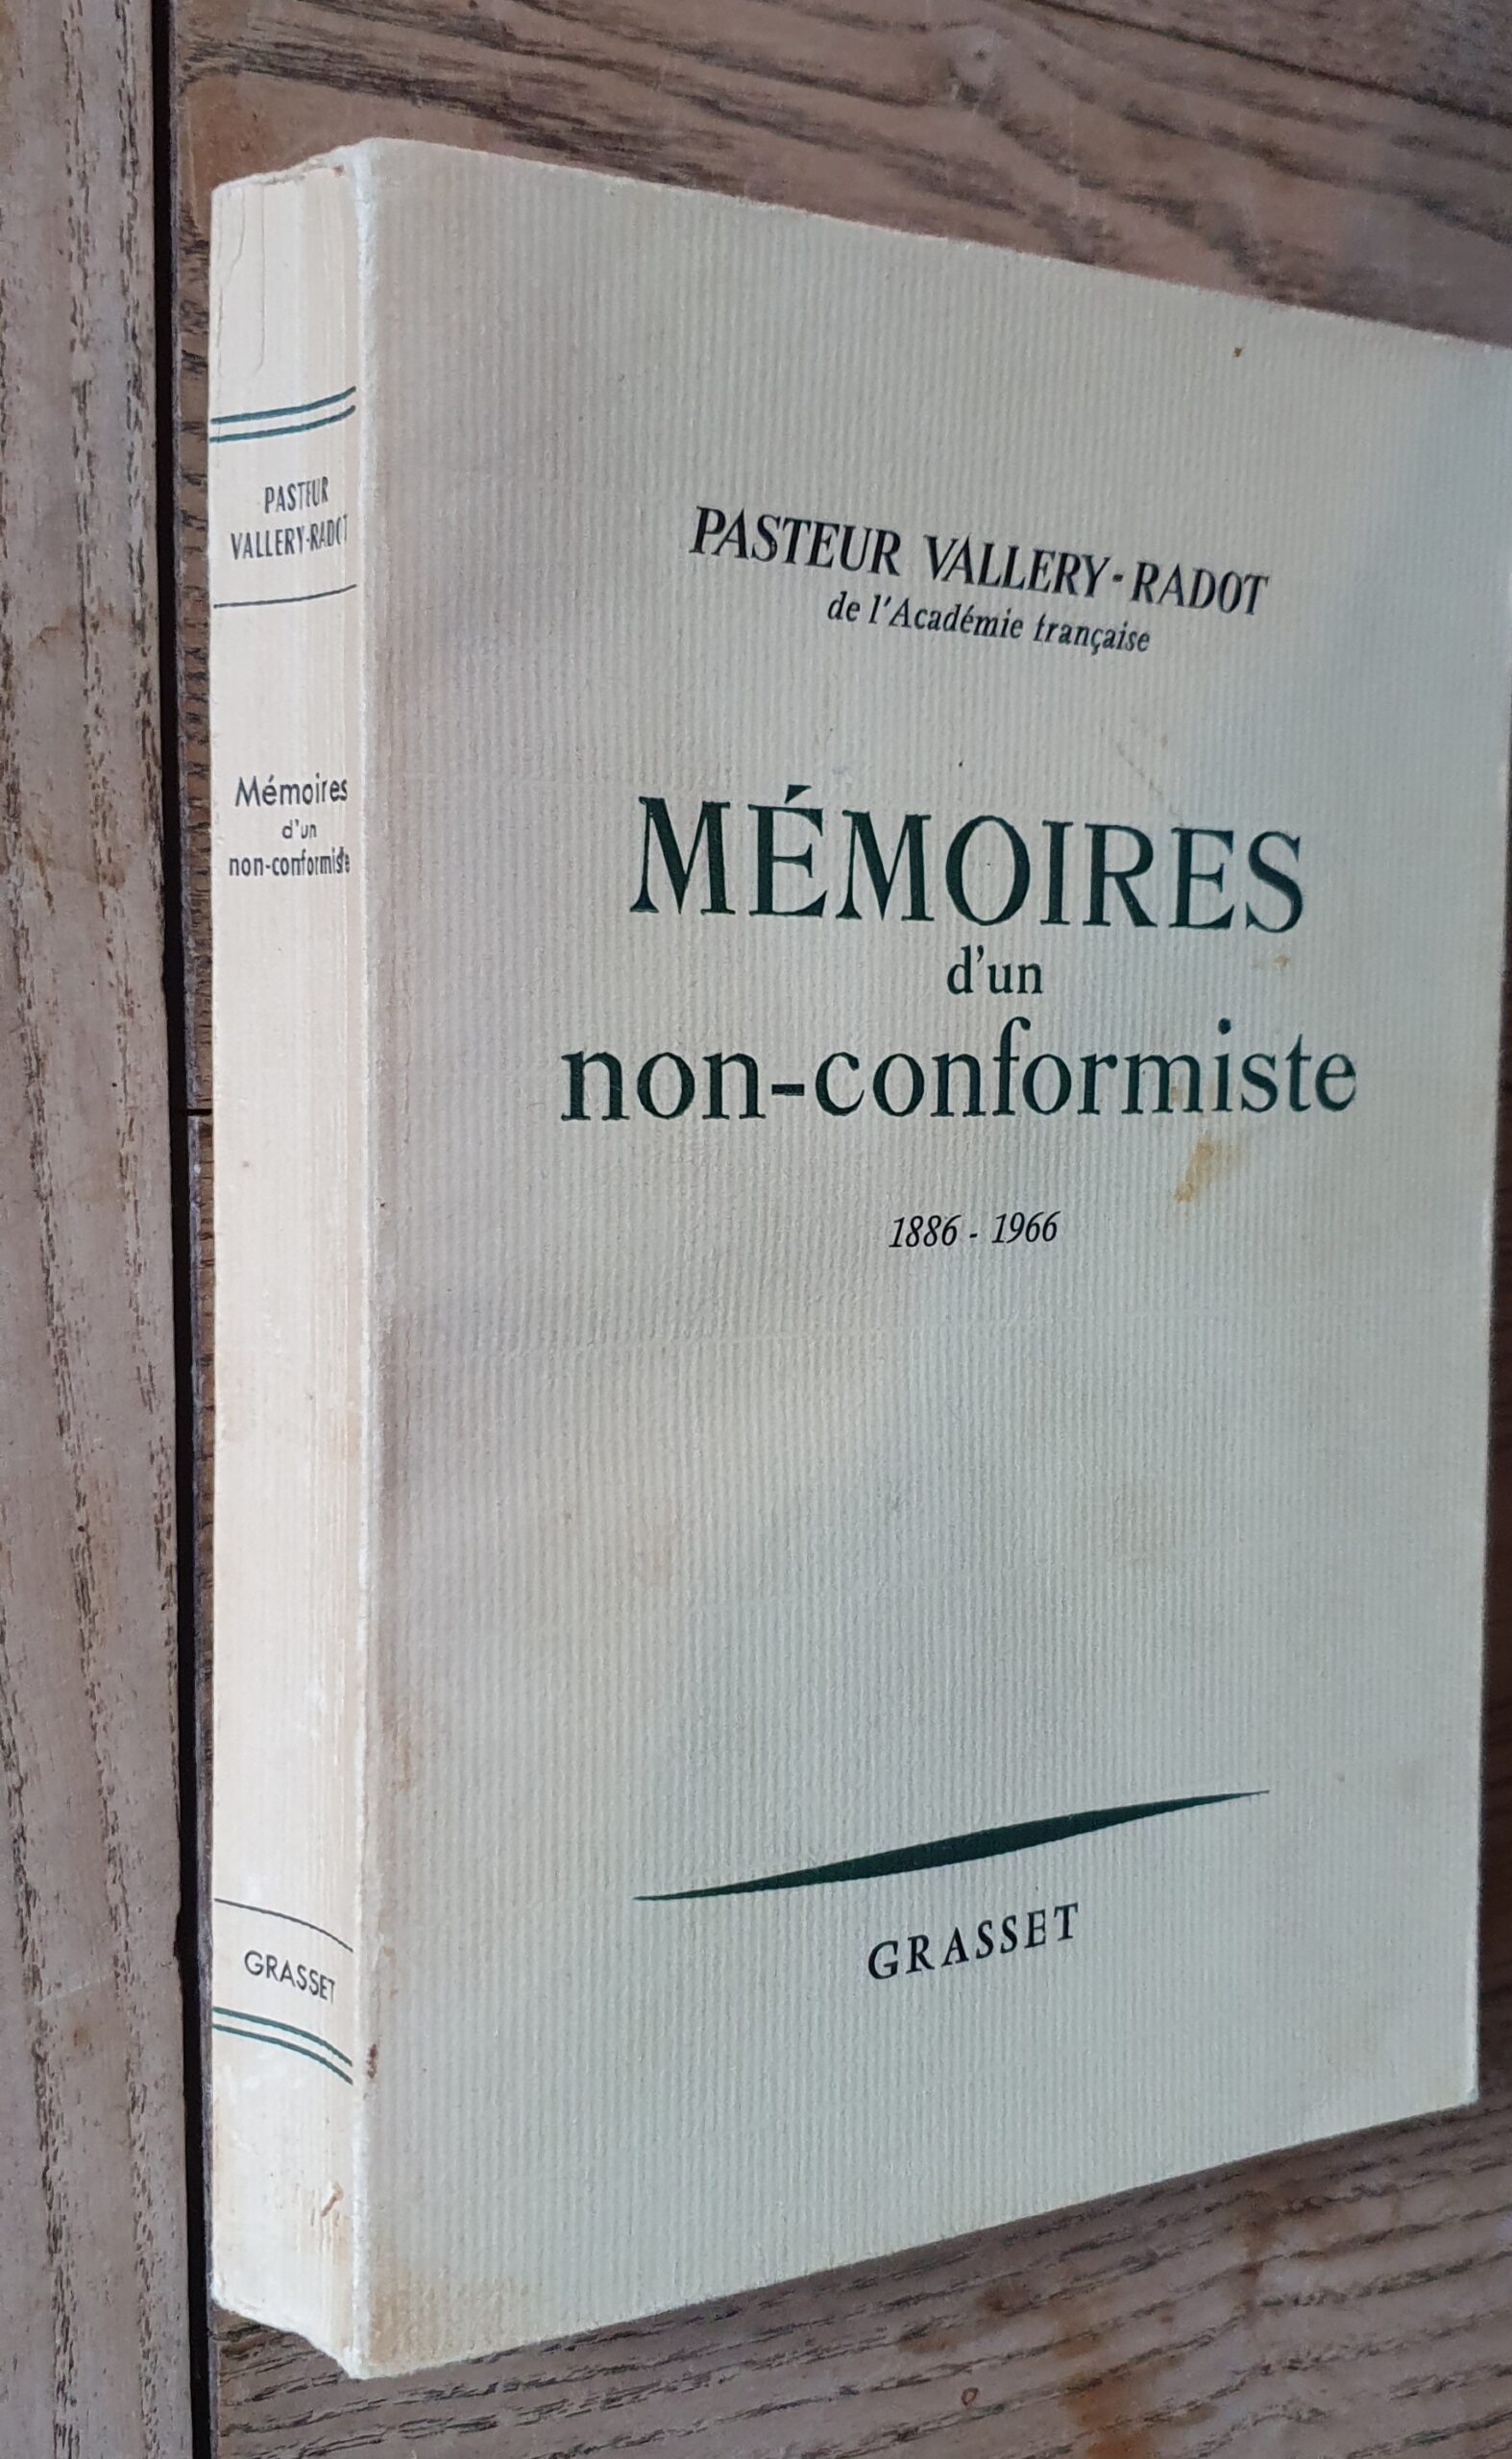 PASTEUR
VALLERY-RADOT
Mémoires
d'un
non-conformiste
GRASSET
PASTEUR VALLERY-RADOT
de l'Académie française
MÉMOIRES
d'un
non-conformiste
1886 - 1966
GRASSET